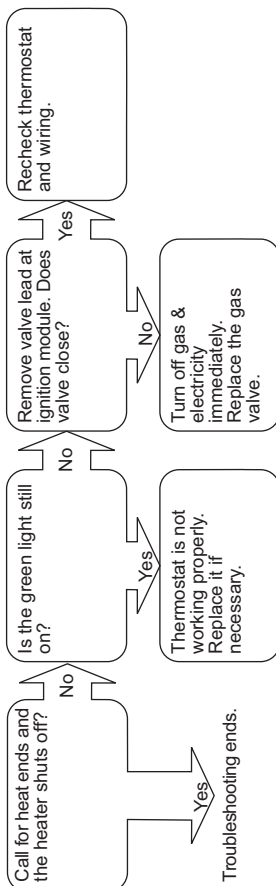 Call for heat ends and
the heater shuts off?
No
Yes
Troubleshooting ends.
Is the green light still
on?
No
Yes
Thermostat is not
working properly.
Replace it if
necessary.
Remove valve lead at
ignition module. Does
valve close?
Yes
No
Turn off gas &
electricity
immediately.
Replace the gas
valve.
Recheck thermostat
and wiring.